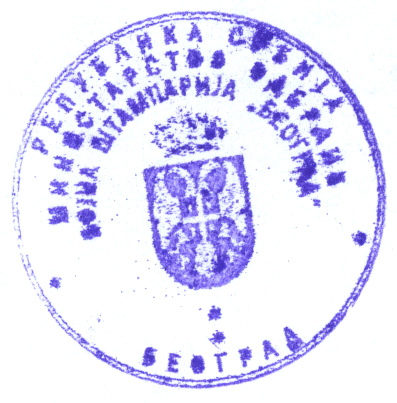 РЕПУБЛИКА СРБИЈА
МИНИСТАРСТВО ОДБРАНЕ
ВОЈНА ШТАМПАРИЈА „БЕОГРАД”
БЕОГРАД